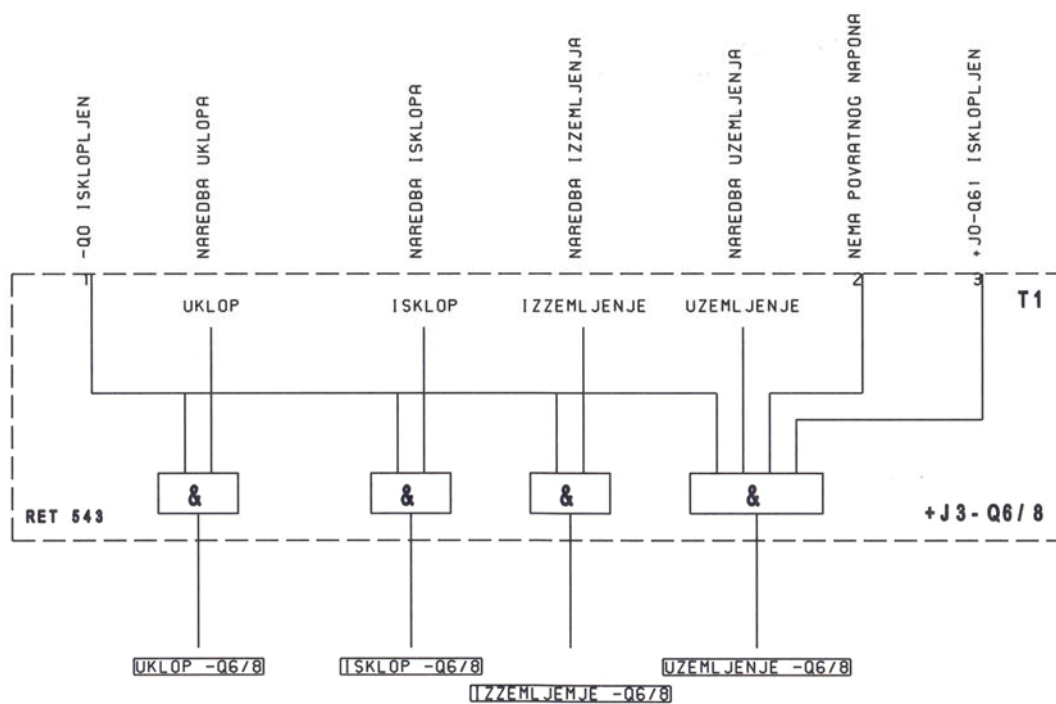 -Q0 ISKLOPLJEN
NAREDBA UKLOPA
NAREDBA ISKLOPA
NAREDBA IZZEMLJENJA
NAREDBA UZEMLJENJA
NEMA POVRATNOG NAPONA
+J0-Q61 ISKLOPLJEN
1
2
3
T1
UKLOP
ISKLOP
IZZEMLJENJE
UZEMLJENJE
&
&
&
&
RET 543
+J3-Q6/8
UKLOP -Q6/8
ISKLOP -Q6/8
IZZEMLJEMJE -Q6/8
UZEMLJENJE -Q6/8